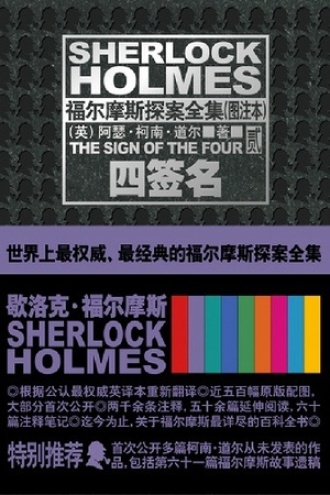 SHERLOCK
HOLMES
福尔摩斯探案全集(图注本)
(英)阿瑟·柯南·道尔■著■
贰
THE SIGN OF THE FOUR
四签名
世界上最权威、最经典的福尔摩斯探案全集
歇洛克·福尔摩斯
SHERLOCK
HOLMES
◎根据公认最权威英译本重新翻译◎近五百幅原版配图，
大部分首次公开◎两千余条注释，五十余篇延伸阅读，六十
篇注释笔记◎迄今为止，关于福尔摩斯最详尽的百科全书◎
特别推荐
首次公开多篇柯南·道尔从未发表的作
品，包括第六十一篇福尔摩斯故事遗稿